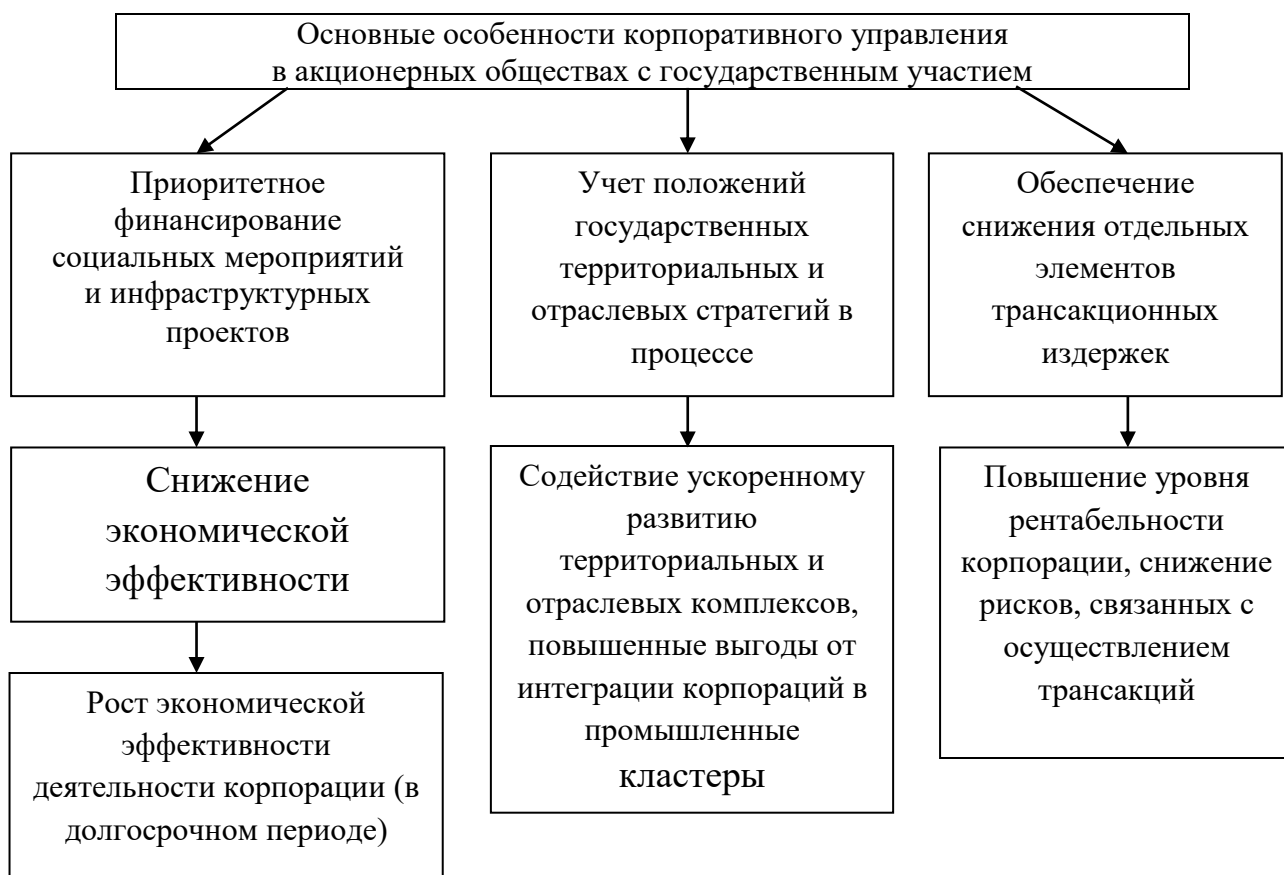 Основные особенности корпоративного управления
в акционерных обществах с государственным участием
Приоритетное
финансирование
социальных мероприятий
и инфраструктурных
проектов
Учет положений
государственных
территориальных и
отраслевых стратегий в
процессе
Обеспечение
снижения отдельных
элементов
трансакционных
издержек
Снижение
экономической
эффективности
Содействие ускоренному
развитию
территориальных и
отраслевых комплексов,
повышенные выгоды от
интеграции корпораций в
промышленные
кластеры
Повышение уровня
рентабельности
корпорации, снижение
рисков, связанных с
осуществлением
трансакций
Рост экономической
эффективности
деятельности корпорации (в
долгосрочном периоде)